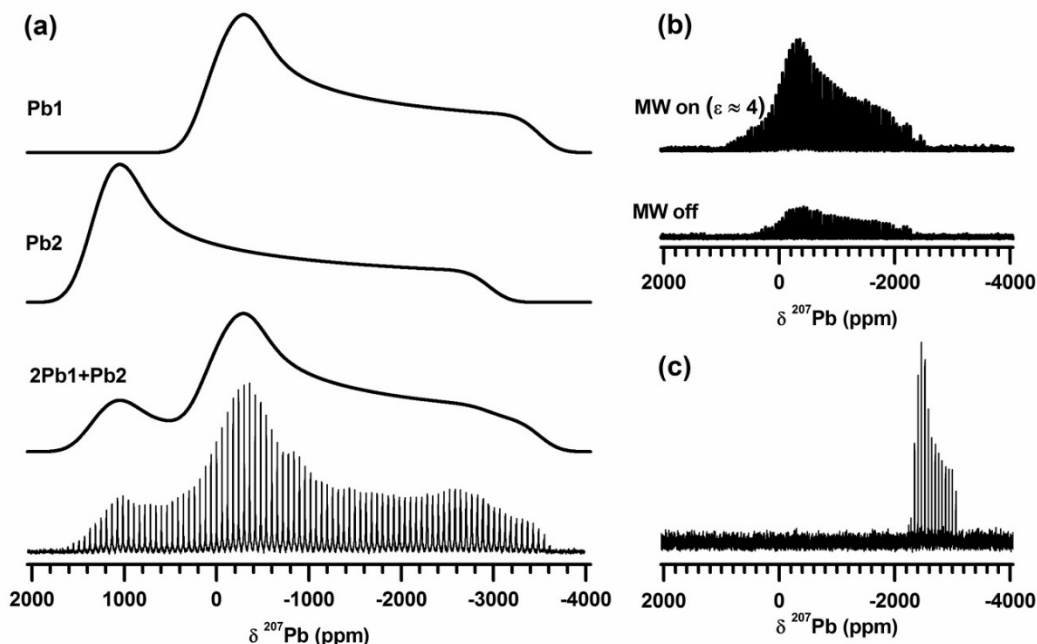 (a)
Pb1
Pb2
2Pb1+Pb2
2000 1000 0 -1000 -2000 -3000 -4000
δ ²⁰⁷Pb (ppm)
(b)
MW on (ε ≈ 4)
MW off
2000 0 -2000 -4000
δ ²⁰⁷Pb (ppm)
(c)
2000 0 -2000 -4000
δ ²⁰⁷Pb (ppm)